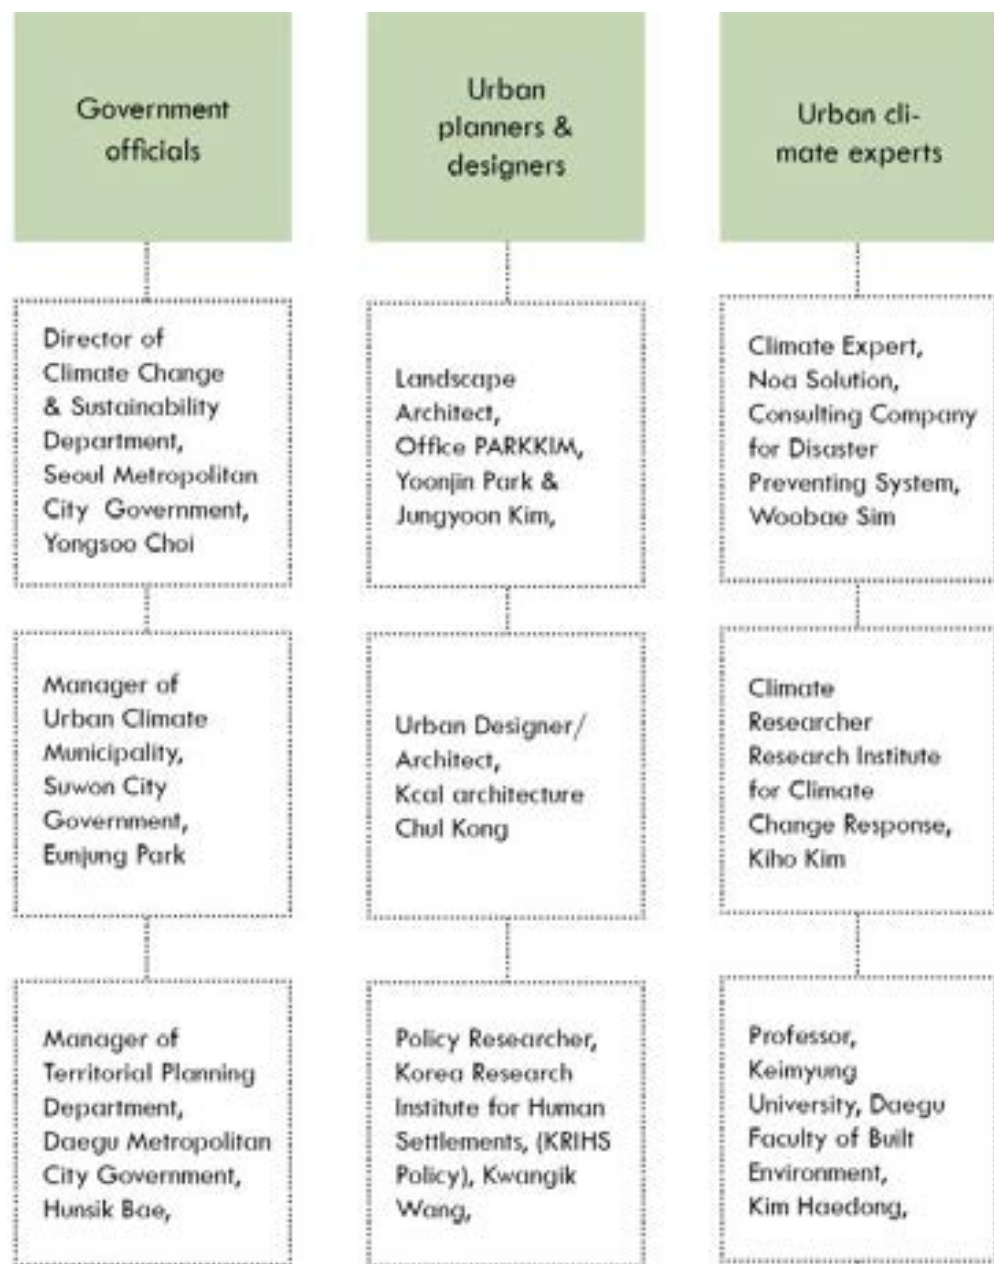 Government
officials
Director of
Climate Change
& Sustainability
Department,
Seoul Metropolitan
City Government,
Yongsoo Choi
Manager of
Urban Climate
Municipality,
Suwon City
Government,
Eunjung Park
Manager of
Territorial Planning
Department,
Daegu Metropolitan
City Government,
Hunsik Bae,
Urban
planners &
designers
Landscape
Architect,
Office PARKKIM,
Yoonjin Park &
Jungyoon Kim,
Urban Designer/
Architect,
Kcal architecture
Chul Kong
Policy Researcher,
Korea Research
Institute for Human
Settlements, (KRIHS
Policy), Kwangik
Wang,
Urban cli-
mate experts
Climate Expert,
Noa Solution,
Consulting Company
for Disaster
Preventing System,
Woobae Sim
Climate
Researcher
Research Institute
for Climate
Change Response,
Kiho Kim
Professor,
Keimyung
University, Daegu
Faculty of Built
Environment,
Kim Haedong,